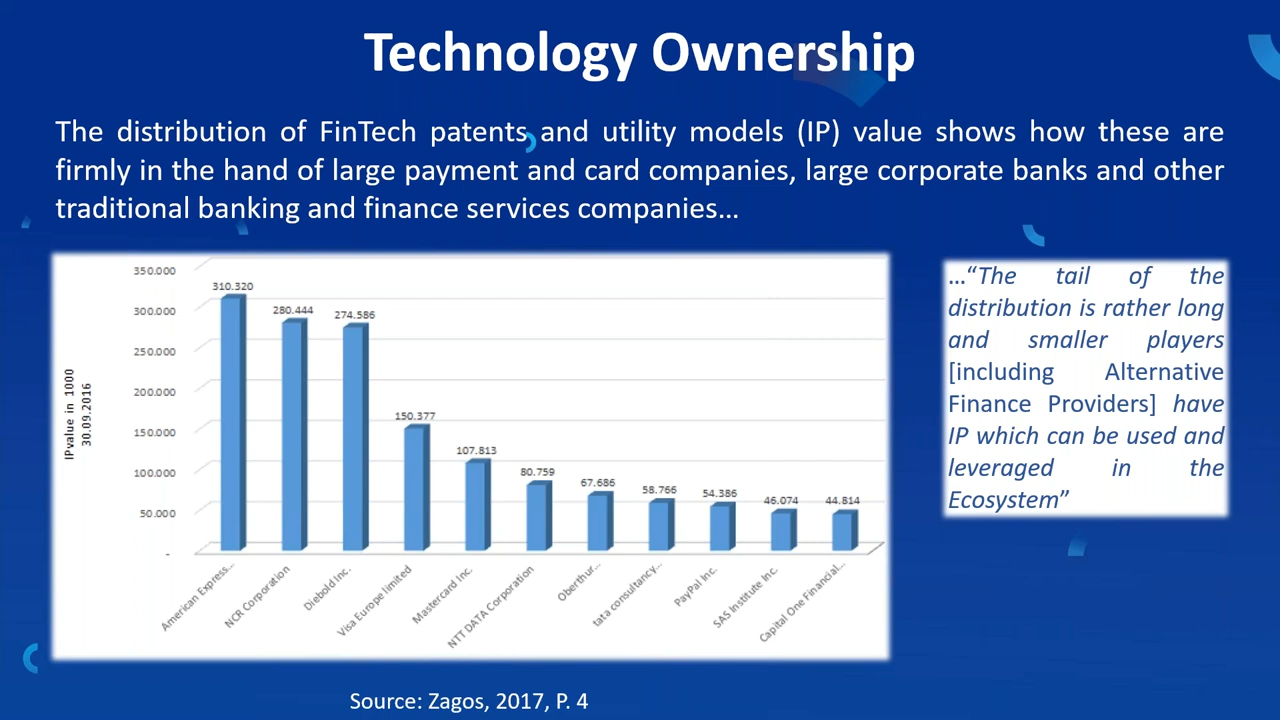 Technology Ownership
The distribution of FinTech patents and utility models (IP) value shows how these are
firmly in the hand of large payment and card companies, large corporate banks and other
traditional banking and finance services companies…
350.000
300.000
250.000
200.000
150.000
100.000
50.000
-
IPvalue in 1000
30.09.2016
310.320
280.444
274.586
150.377
107.813
80.759
67.686
58.766
54.386
46.074
44.814
American Express...
NCR Corporation
Diebold Inc.
Visa Europe limited
Mastercard Inc.
NTT DATA Corporation
Oberthur...
tata consultancy...
PayPal Inc.
SAS Institute Inc.
Capital One Financial...
…“The tail of the
distribution is rather long
and smaller players
[including Alternative
Finance Providers] have
IP which can be used and
leveraged in the
Ecosystem”
Source: Zagos, 2017, P. 4